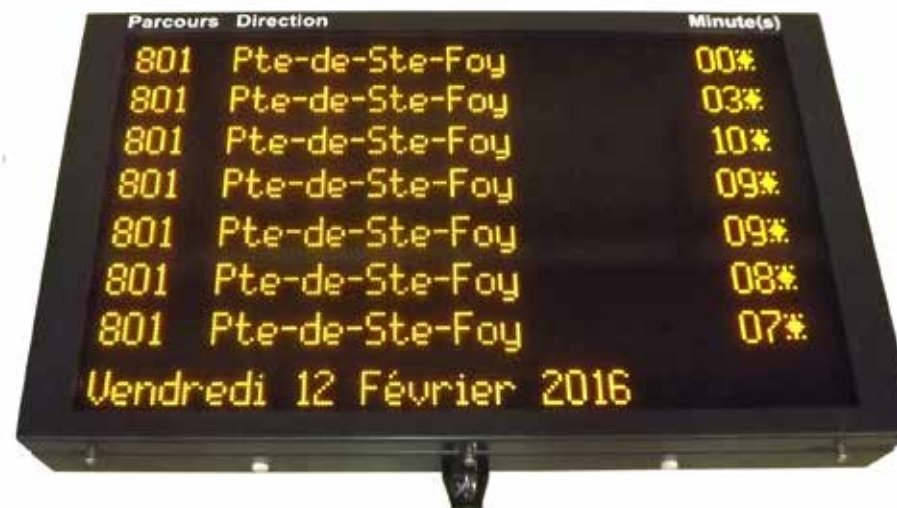 Parcours Direction Minute(s)
801 Pte-de-Ste-Foy 00*
801 Pte-de-Ste-Foy 03*
801 Pte-de-Ste-Foy 10*
801 Pte-de-Ste-Foy 09*
801 Pte-de-Ste-Foy 09*
801 Pte-de-Ste-Foy 08*
801 Pte-de-Ste-Foy 07*
Vendredi 12 Février 2016